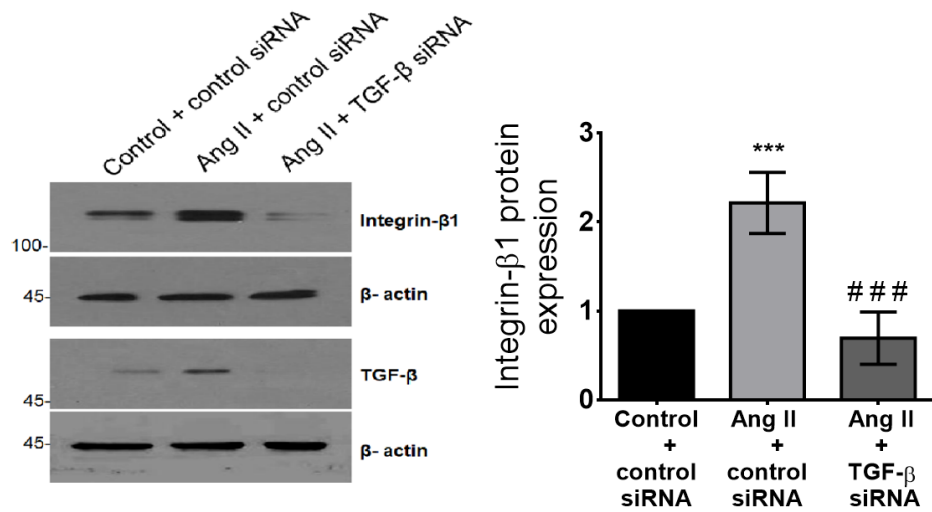 Control + control siRNA
Ang II + control siRNA
Ang II + TGF-β siRNA
Integrin-β1
100-
45-
β- actin
TGF-β
45-
45-
β- actin
Integrin-β1 protein
expression
3
2
1
0
***
###
Control
+
control
siRNA
Ang II
+
control
siRNA
Ang II
+
TGF-β
siRNA